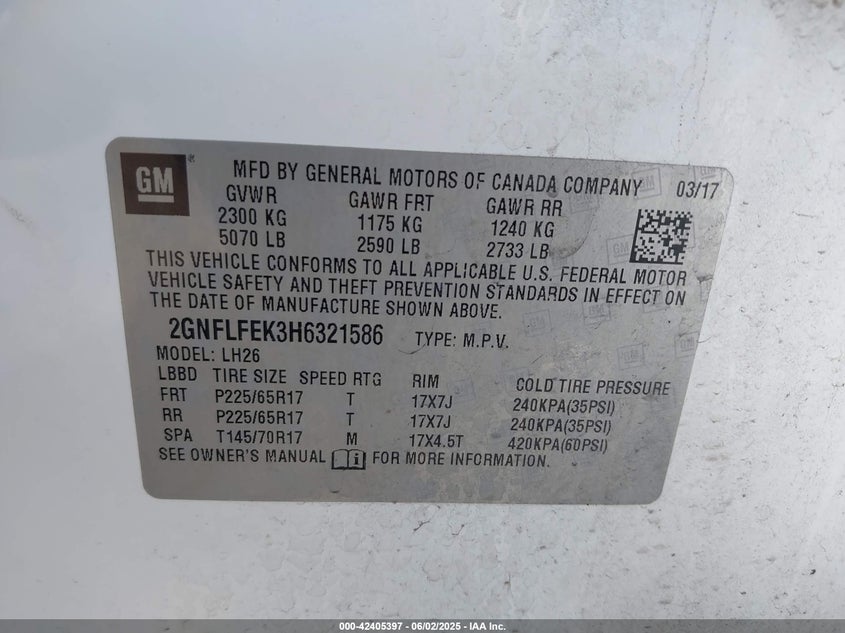 GM ® MFD BY GENERAL MOTORS OF CANADA COMPANY 03/17
GVWR GAWR FRT GAWR RR
2300 KG 1175 KG 1240 KG
5070 LB 2590 LB 2733 LB
THIS VEHICLE CONFORMS TO ALL APPLICABLE U.S. FEDERAL MOTOR
VEHICLE SAFETY AND THEFT PREVENTION STANDARDS IN EFFECT ON
THE DATE OF MANUFACTURE SHOWN ABOVE.
2GNFLFEK3H6321586 TYPE: M.P.V.
MODEL: LH26
LBBD TIRE SIZE SPEED RTG RIM COLD TIRE PRESSURE
FRT P225/65R17 T 17X7J 240KPA(35PSI)
RR P225/65R17 T 17X7J 240KPA(35PSI)
SPA T145/70R17 M 17X4.5T 420KPA(60PSI)
SEE OWNER'S MANUAL i FOR MORE INFORMATION.
000-42405397 - 06/02/2025 - IAA Inc.